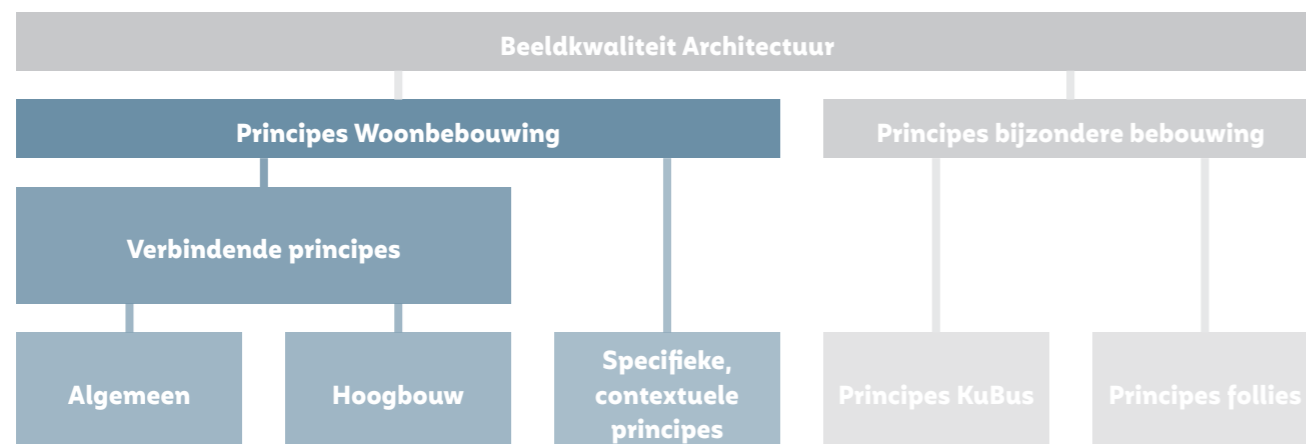 Beeldkwaliteit Architectuur
Principes Woonbebouwing
Principes bijzondere bebouwing
Verbindende principes
Algemeen
Hoogbouw
Specifieke,
contextuele
principes
Principes KuBus
Principes follies